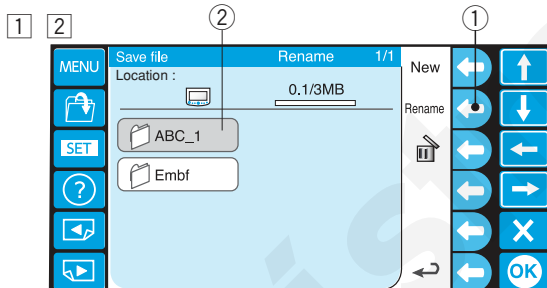 1 2
2 1
MENU Save file Rename 1/1 New
Location :
0.1/3MB
Rename
SET ABC_1
? Embf
OK